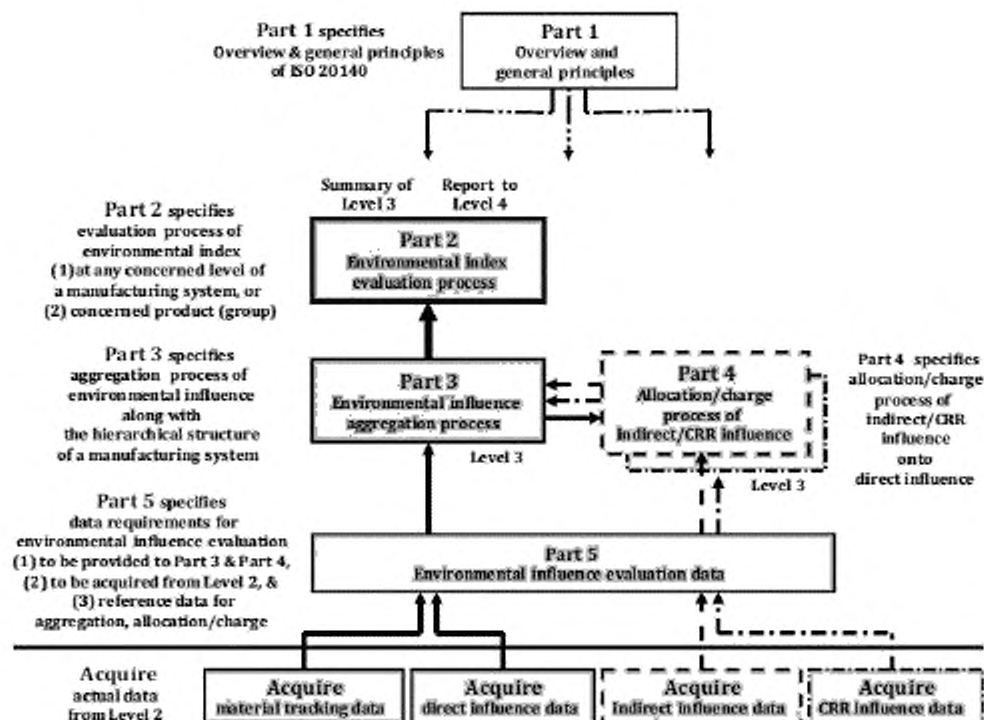 Part 1 specifies
Overview & general principles
of ISO 20140
Part 1
Overview and
general principles
Summary of
Level 3
Report to
Level 4
Part 2 specifies
evaluation process of
environmental index
(1)at any concerned level of
a manufacturing system, or
(2) concerned product (group)
Part 2
Environmental index
evaluation process
Part 3 specifies
aggregation process of
environmental influence
along with
the hierarchical structure
of a manufacturing system
Part 3
Environmental influence
aggregation process
Level 3
Part 4
Allocation/charge
process of
indirect/CRR influence
Level 3
Part 4 specifies
allocation/charge
process of
indirect/CRR
influence
onto
direct influence
Part 5 specifies
data requirements for
environmental influence evaluation
(1) to be provided to Part 3 & Part 4,
(2) to be acquired from Level 2, &
(3) reference data for
aggregation, allocation/charge
Part 5
Environmental influence evaluation data
Acquire
actual data
from Level 2
Acquire
material tracking data
Acquire
direct influence data
Acquire
Indirect influence data
Acquire
CRR Influence data